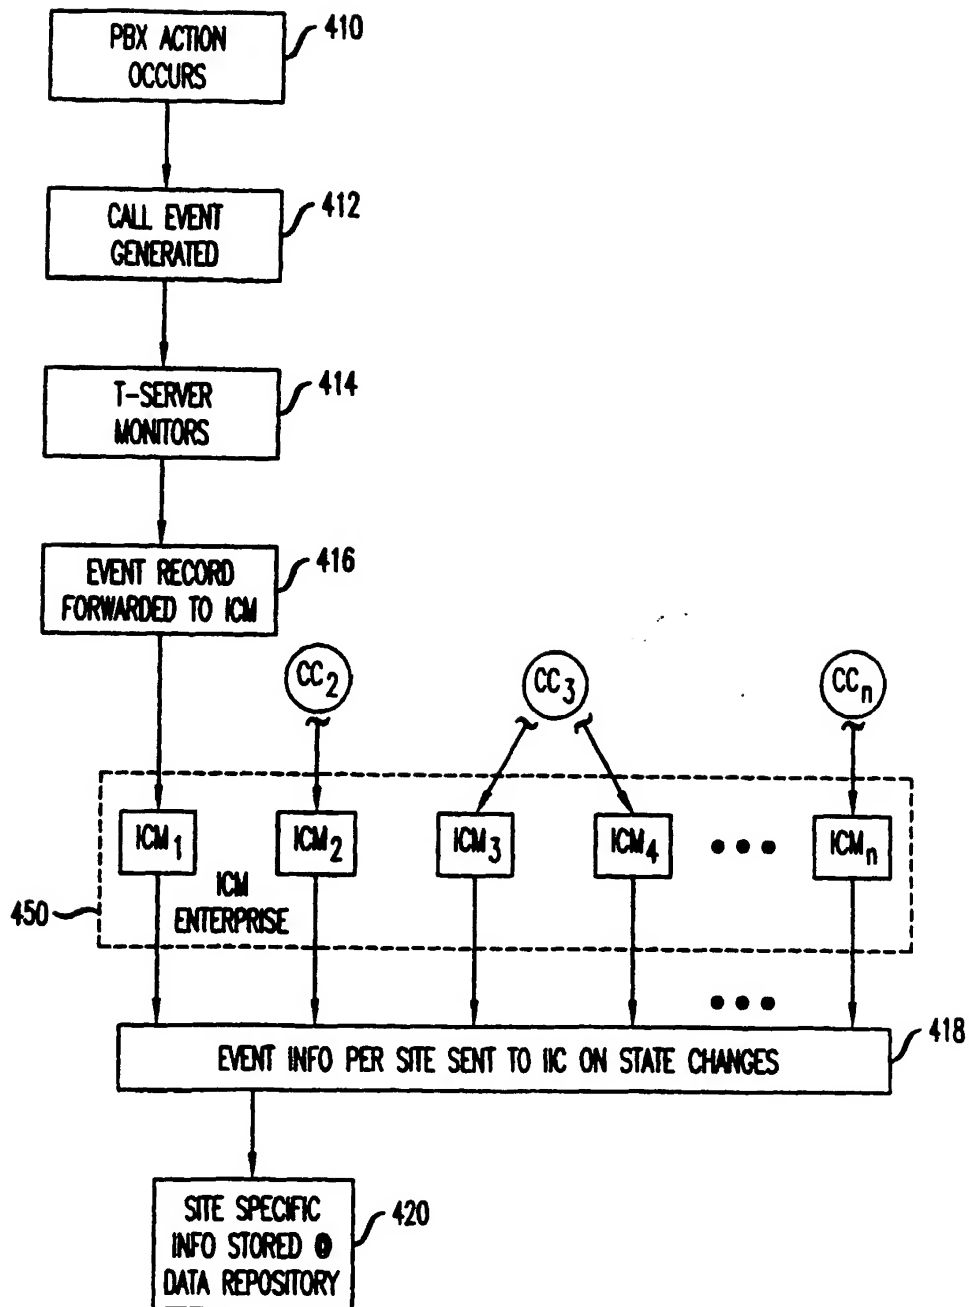 PBX ACTION
OCCURS
410
CALL EVENT
GENERATED
412
T-SERVER
MONITORS
414
EVENT RECORD
FORWARDED TO ICM
416
CC2
CC3
CCn
ICM1
ICM2
ICM3
ICM4
ICMn
ICM
ENTERPRISE
450
EVENT INFO PER SITE SENT TO IIC ON STATE CHANGES
418
SITE SPECIFIC
INFO STORED @
DATA REPOSITORY
420